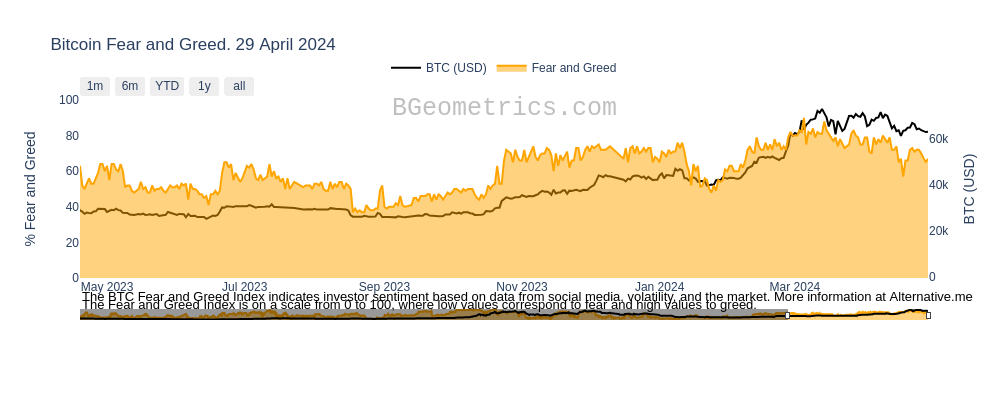 Bitcoin Fear and Greed. 29 April 2024
BTC (USD) Fear and Greed
1m 6m YTD 1y all
BGeometrics.com
100
80
60
40
20
0
% Fear and Greed
60k
40k
20k
0
BTC (USD)
May 2023 Jul 2023 Sep 2023 Nov 2023 Jan 2024 Mar 2024
The BTC Fear and Greed Index indicates investor sentiment based on data from social media, volatility, and the market. More information at Alternative.me
The Fear and Greed Index is on a scale from 0 to 100, where low values correspond to fear and high values to greed.